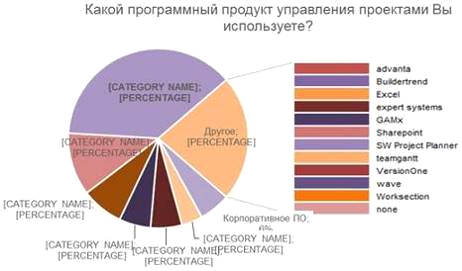 Какой программный продукт управления проектами Вы
используете?
[CATEGORY NAME];
[PERCENTAGE]
Другое;
[PERCENTAGE]
[CATEGORY NAME];
[PERCENTAGE]
[CATEGORY NAME];
[PERCENTAGE]
[CATEGORY NAME];
[PERCENTAGE]
[CATEGORY NAME];
[PERCENTAGE]
[CATEGORY NAME];
[PERCENTAGE]
Корпоративное ПО;
advanta
Buildertrend
Excel
expert systems
GAMx
Sharepoint
SW Project Planner
teamgantt
VersionOne
wave
Worksection
none